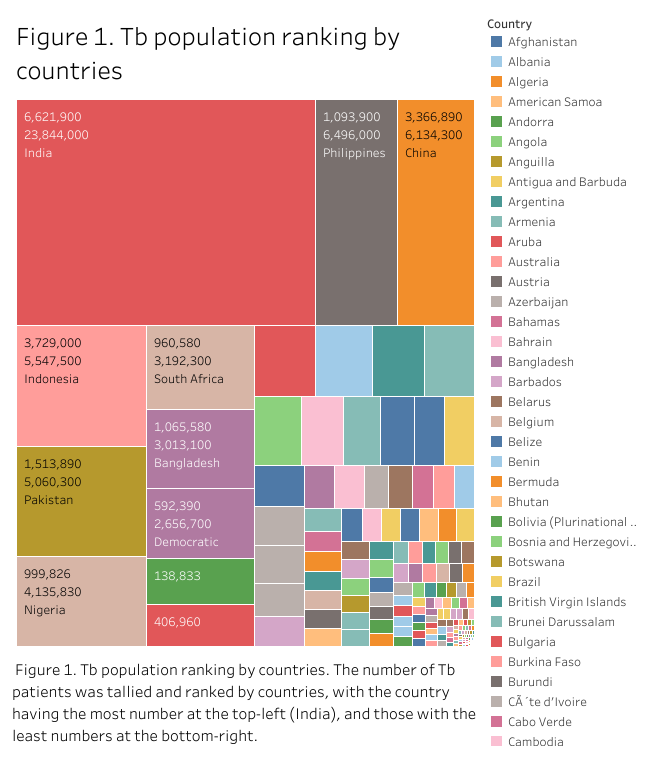 Figure 1. Tb population ranking by
countries
6,621,900
23,844,000
India
1,093,900
6,496,000
Philippines
3,366,890
6,134,300
China
3,729,000
5,547,500
Indonesia
960,580
3,192,300
South Africa
1,065,580
3,013,100
Bangladesh
1,513,890
5,060,300
Pakistan
592,390
2,656,700
Democratic
999,826
4,135,830
Nigeria
138,833
406,960
Figure 1. Tb population ranking by countries. The number of Tb
patients was tallied and ranked by countries, with the country
having the most number at the top-left (India), and those with the
least numbers at the bottom-right.
Country
Afghanistan
Albania
Algeria
American Samoa
Andorra
Angola
Anguilla
Antigua and Barbuda
Argentina
Armenia
Aruba
Australia
Austria
Azerbaijan
Bahamas
Bahrain
Bangladesh
Barbados
Belarus
Belgium
Belize
Benin
Bermuda
Bhutan
Bolivia (Plurinational ..
Bosnia and Herzegovi..
Botswana
Brazil
British Virgin Islands
Brunei Darussalam
Bulgaria
Burkina Faso
Burundi
CÃ´te d'Ivoire
Cabo Verde
Cambodia